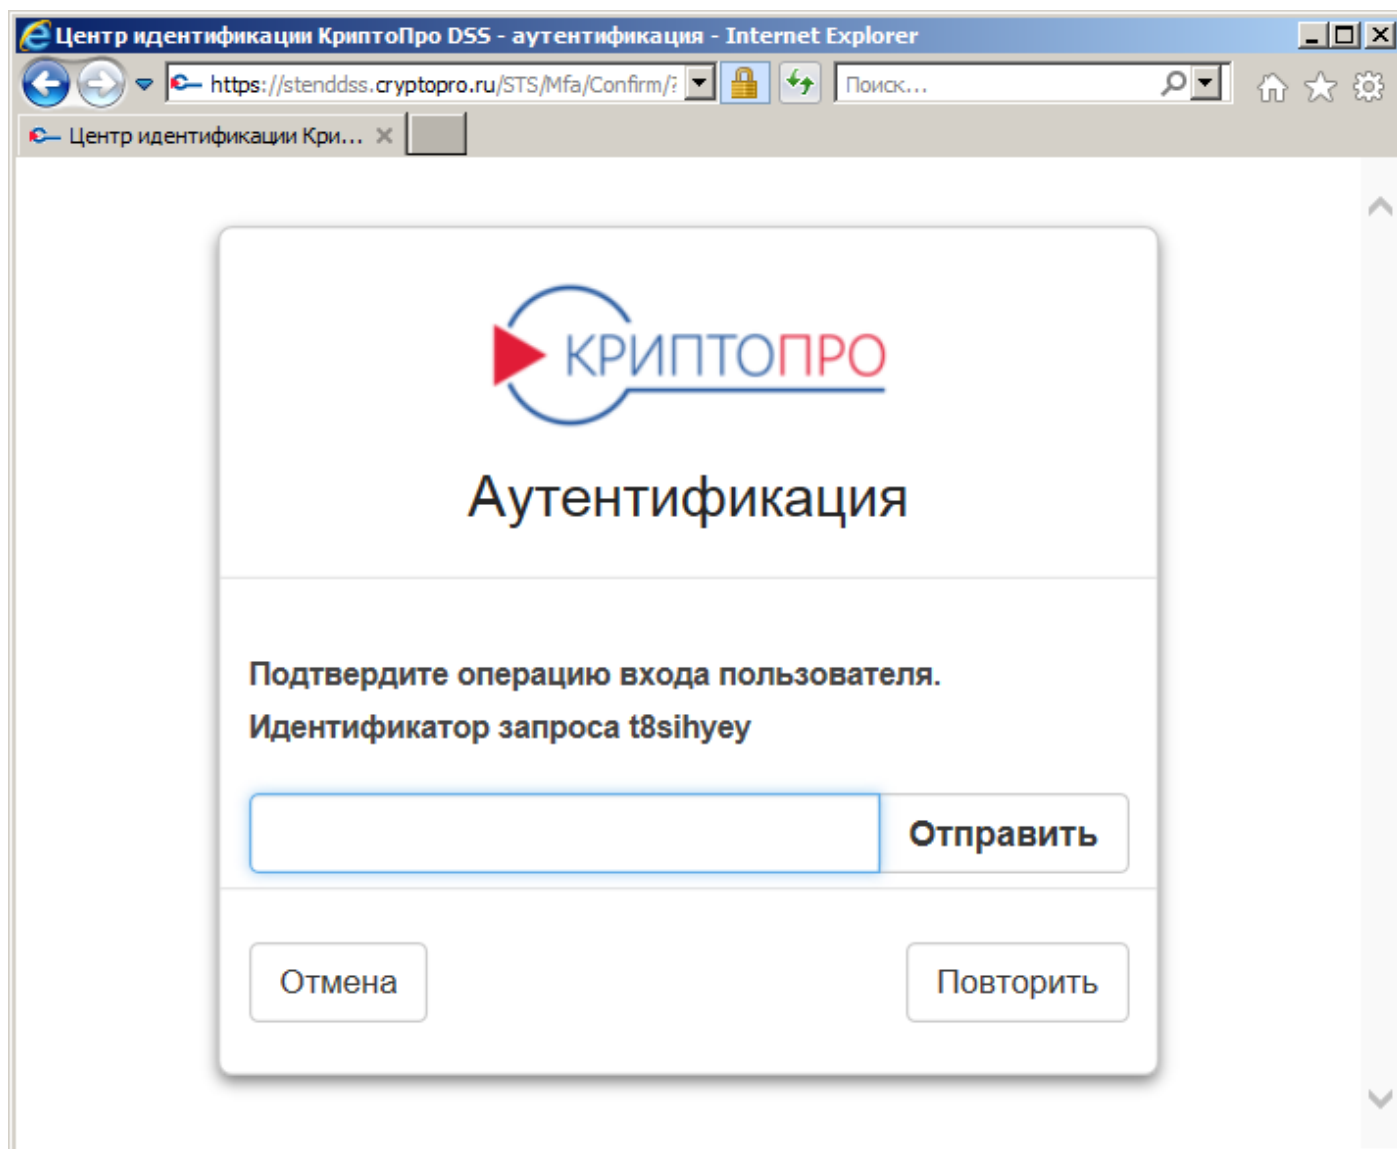 Центр идентификации КриптоПро DSS - аутентификация - Internet Explorer
https://stenddss.cryptopro.ru/STS/Mfa/Confirm/?
Поиск...
Центр идентификации Кри...
КРИПТОПРО
Аутентификация
Подтвердите операцию входа пользователя.
Идентификатор запроса t8sihyey
Отправить
Отмена
Повторить